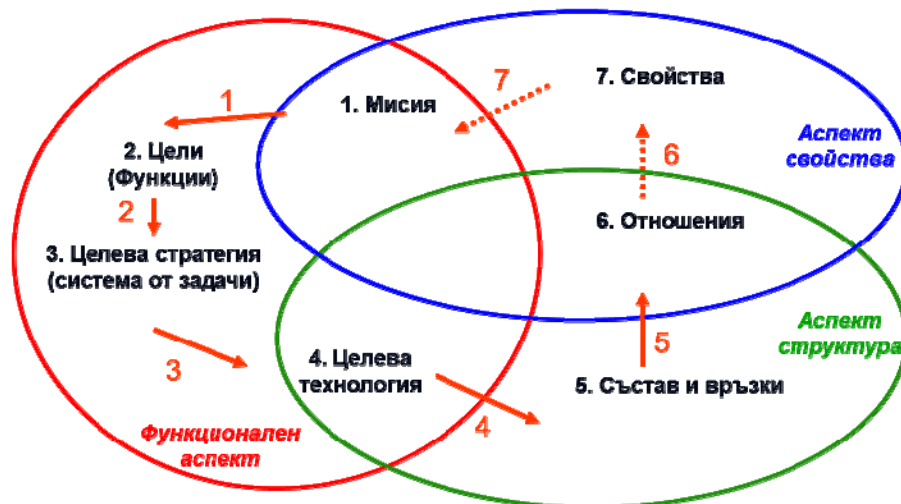 1
1. Мисия
7
7. Свойства
Аспект
свойства
2. Цели
(Функции)
2
6
3. Целева стратегия
(система от задачи)
6. Отношения
3
4. Целева
технология
5
5. Състав и връзки
Аспект
структура
4
Функционален
аспект